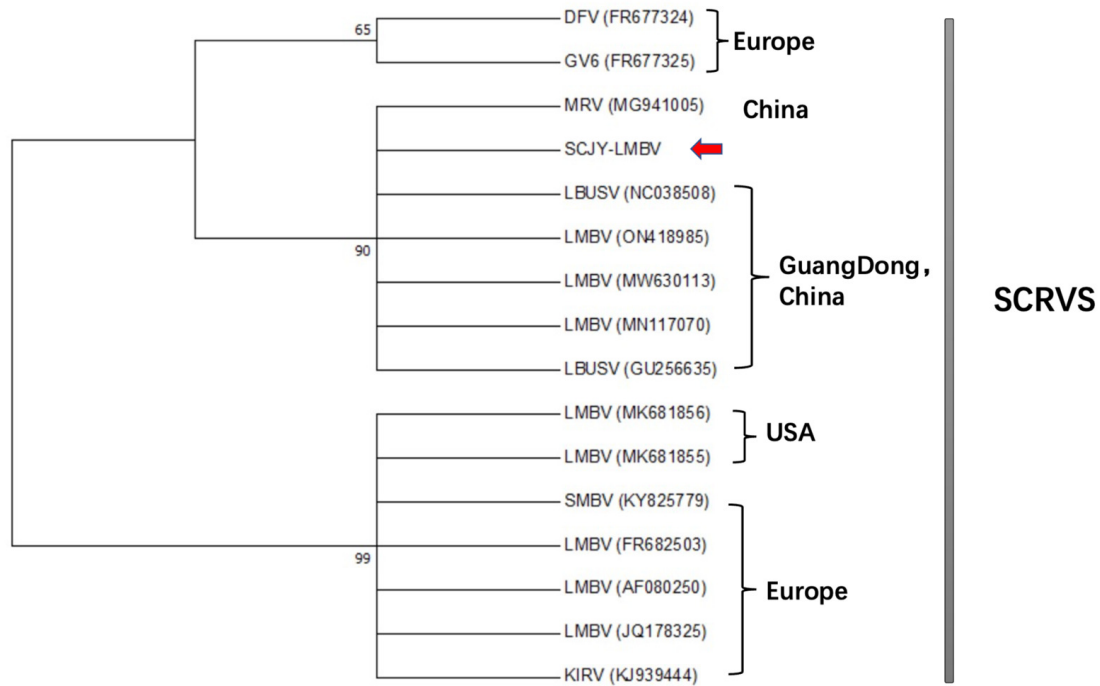 DFV (FR677324)
65
Europe
GV6 (FR677325)
MRV (MG941005)
China
SCJY-LMBV
LBUSV (NC038508)
LMBV (ON418985)
90
GuangDong，
China
LMBV (MW630113)
SCRVS
LMBV (MN117070)
LBUSV (GU256635)
LMBV (MK681856)
USA
LMBV (MK681855)
SMBV (KY825779)
LMBV (FR682503)
99
LMBV (AF080250)
Europe
LMBV (JQ178325)
KIRV (KJ939444)